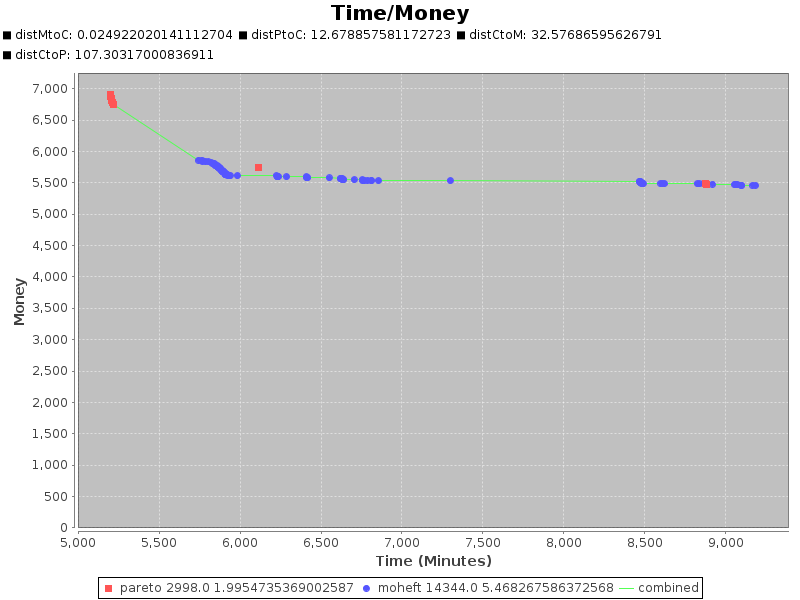 Time/Money
distMtoC: 0.024922020141112704 distPtoC: 12.678857581172723 distCtoM: 32.57686595626791
distCtoP: 107.30317000836911
7,000
6,500
6,000
5,500
5,000
4,500
4,000
3,500
3,000
2,500
2,000
1,500
1,000
500
0
Money
5,000 5,500 6,000 6,500 7,000 7,500 8,000 8,500 9,000
Time (Minutes)
pareto 2998.0 1.9954735369002587 moheft 14344.0 5.468267586372568 combined